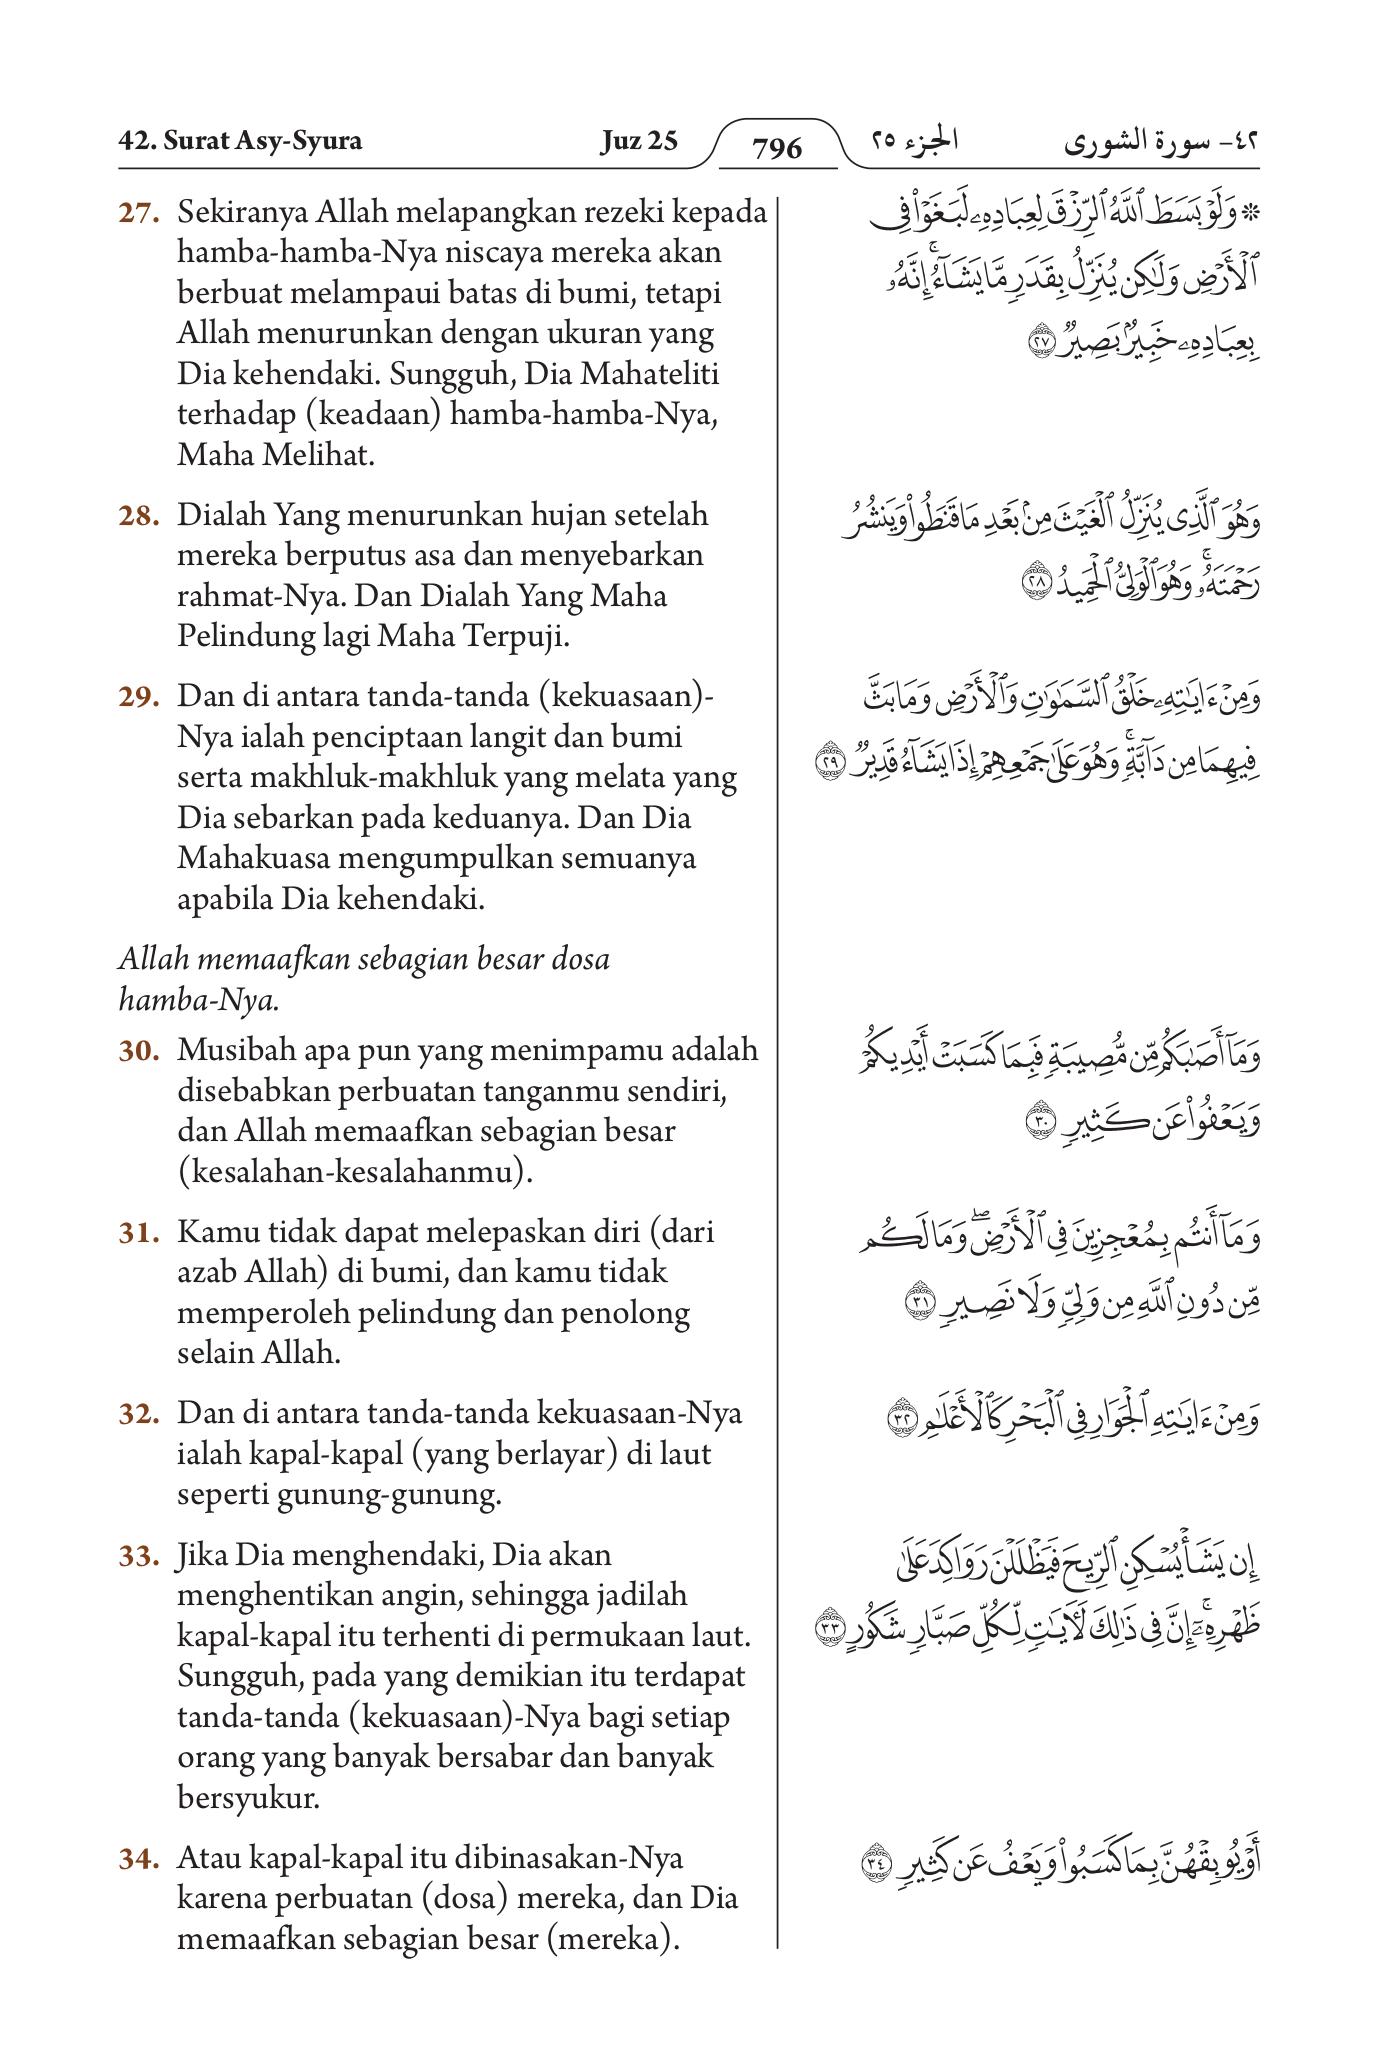 42. Surat Asy-Syura
Juz 25
796
الجزء ٢٥
٤٢- سورة الشورى
27. Sekiranya Allah melapangkan rezeki kepada
hamba-hamba-Nya niscaya mereka akan
berbuat melampaui batas di bumi, tetapi
Allah menurunkan dengan ukuran yang
Dia kehendaki. Sungguh, Dia Mahateliti
terhadap (keadaan) hamba-hamba-Nya,
Maha Melihat.
28. Dialah Yang menurunkan hujan setelah
mereka berputus asa dan menyebarkan
rahmat-Nya. Dan Dialah Yang Maha
Pelindung lagi Maha Terpuji.
29. Dan di antara tanda-tanda (kekuasaan)-
Nya ialah penciptaan langit dan bumi
serta makhluk-makhluk yang melata yang
Dia sebarkan pada keduanya. Dan Dia
Mahakuasa mengumpulkan semuanya
apabila Dia kehendaki.
Allah memaafkan sebagian besar dosa
hamba-Nya.
30. Musibah apa pun yang menimpamu adalah
disebabkan perbuatan tanganmu sendiri,
dan Allah memaafkan sebagian besar
(kesalahan-kesalahanmu).
31. Kamu tidak dapat melepaskan diri (dari
azab Allah) di bumi, dan kamu tidak
memperoleh pelindung dan penolong
selain Allah.
32. Dan di antara tanda-tanda kekuasaan-Nya
ialah kapal-kapal (yang berlayar) di laut
seperti gunung-gunung.
33. Jika Dia menghendaki, Dia akan
menghentikan angin, sehingga jadilah
kapal-kapal itu terhenti di permukaan laut.
Sungguh, pada yang demikian itu terdapat
tanda-tanda (kekuasaan)-Nya bagi setiap
orang yang banyak bersabar dan banyak
bersyukur.
34. Atau kapal-kapal itu dibinasakan-Nya
karena perbuatan (dosa) mereka, dan Dia
memaafkan sebagian besar (mereka).
۞ وَلَوْ بَسَطَ ٱللَّهُ ٱلرِّزْقَ لِعِبَادِهِۦ لَبَغَوْا۟ فِى
ٱلْأَرْضِ وَلَـٰكِن يُنَزِّلُ بِقَدَرٍ مَّا يَشَآءُ ۚ إِنَّهُۥ
بِعِبَادِهِۦ خَبِيرٌۢ بَصِيرٌ ٢٧
وَهُوَ ٱلَّذِى يُنَزِّلُ ٱلْغَيْثَ مِنۢ بَعْدِ مَا قَنَطُوا۟ وَيَنشُرُ
رَحْمَتَهُۥ ۚ وَهُوَ ٱلْوَلِىُّ ٱلْحَمِيدُ ٢٨
وَمِنْ ءَايَـٰتِهِۦ خَلْقُ ٱلسَّمَـٰوَٰتِ وَٱلْأَرْضِ وَمَا بَثَّ
فِيهِمَا مِن دَآبَّةٍ ۚ وَهُوَ عَلَىٰ جَمْعِهِمْ إِذَا يَشَآءُ قَدِيرٌ ٢٩
وَمَآ أَصَـٰبَكُم مِّن مُّصِيبَةٍ فَبِمَا كَسَبَتْ أَيْدِيكُمْ
وَيَعْفُوا۟ عَن كَثِيرٍ ٣٠
وَمَآ أَنتُم بِمُعْجِزِينَ فِى ٱلْأَرْضِ ۖ وَمَا لَكُم
مِّن دُونِ ٱللَّهِ مِن وَلِىٍّ وَلَا نَصِيرٍ ٣١
وَمِنْ ءَايَـٰتِهِ ٱلْجَوَارِ فِى ٱلْبَحْرِ كَٱلْأَعْلَـٰمِ ٣٢
إِن يَشَأْ يُسْكِنِ ٱلرِّيحَ فَيَظْلَلْنَ رَوَاكِدَ عَلَىٰ
ظَهْرِهِۦٓ ۚ إِنَّ فِى ذَٰلِكَ لَـَٔايَـٰتٍ لِّكُلِّ صَبَّارٍ شَكُورٍ ٣٣
أَوْ يُوبِقْهُنَّ بِمَا كَسَبُوا۟ وَيَعْفُ عَن كَثِيرٍ ٣٤